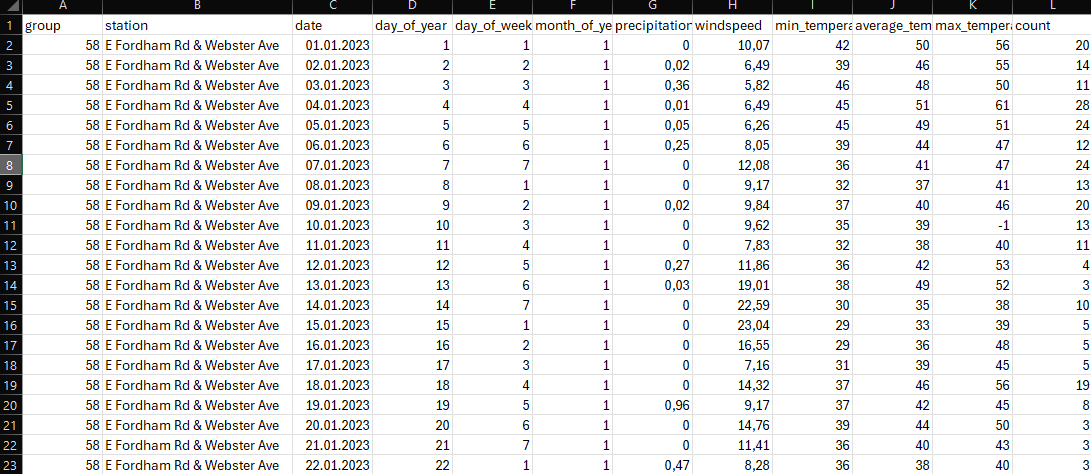 A B C D E F G H I J K L
1 group station date day_of_year day_of_week month_of_ye precipitation windspeed min_tempera average_tem max_tempera count
2 58 E Fordham Rd & Webster Ave 01.01.2023 1 1 1 0 10,07 42 50 56 20
3 58 E Fordham Rd & Webster Ave 02.01.2023 2 2 1 0,02 6,49 39 46 55 14
4 58 E Fordham Rd & Webster Ave 03.01.2023 3 3 1 0,36 5,82 46 48 50 11
5 58 E Fordham Rd & Webster Ave 04.01.2023 4 4 1 0,01 6,49 45 51 61 28
6 58 E Fordham Rd & Webster Ave 05.01.2023 5 5 1 0,05 6,26 45 49 51 24
7 58 E Fordham Rd & Webster Ave 06.01.2023 6 6 1 0,25 8,05 39 44 47 12
8 58 E Fordham Rd & Webster Ave 07.01.2023 7 7 1 0 12,08 36 41 47 24
9 58 E Fordham Rd & Webster Ave 08.01.2023 8 1 1 0 9,17 32 37 41 13
10 58 E Fordham Rd & Webster Ave 09.01.2023 9 2 1 0,02 9,84 37 40 46 20
11 58 E Fordham Rd & Webster Ave 10.01.2023 10 3 1 0 9,62 35 39 -1 13
12 58 E Fordham Rd & Webster Ave 11.01.2023 11 4 1 0 7,83 32 38 40 11
13 58 E Fordham Rd & Webster Ave 12.01.2023 12 5 1 0,27 11,86 36 42 53 4
14 58 E Fordham Rd & Webster Ave 13.01.2023 13 6 1 0,03 19,01 38 49 52 3
15 58 E Fordham Rd & Webster Ave 14.01.2023 14 7 1 0 22,59 30 35 38 10
16 58 E Fordham Rd & Webster Ave 15.01.2023 15 1 1 0 23,04 29 33 39 5
17 58 E Fordham Rd & Webster Ave 16.01.2023 16 2 1 0 16,55 29 36 48 5
18 58 E Fordham Rd & Webster Ave 17.01.2023 17 3 1 0 7,16 31 39 45 5
19 58 E Fordham Rd & Webster Ave 18.01.2023 18 4 1 0 14,32 37 46 56 19
20 58 E Fordham Rd & Webster Ave 19.01.2023 19 5 1 0,96 9,17 37 42 45 8
21 58 E Fordham Rd & Webster Ave 20.01.2023 20 6 1 0 14,76 39 44 50 3
22 58 E Fordham Rd & Webster Ave 21.01.2023 21 7 1 0 11,41 36 40 43 3
23 58 E Fordham Rd & Webster Ave 22.01.2023 22 1 1 0,47 8,28 36 38 40 3